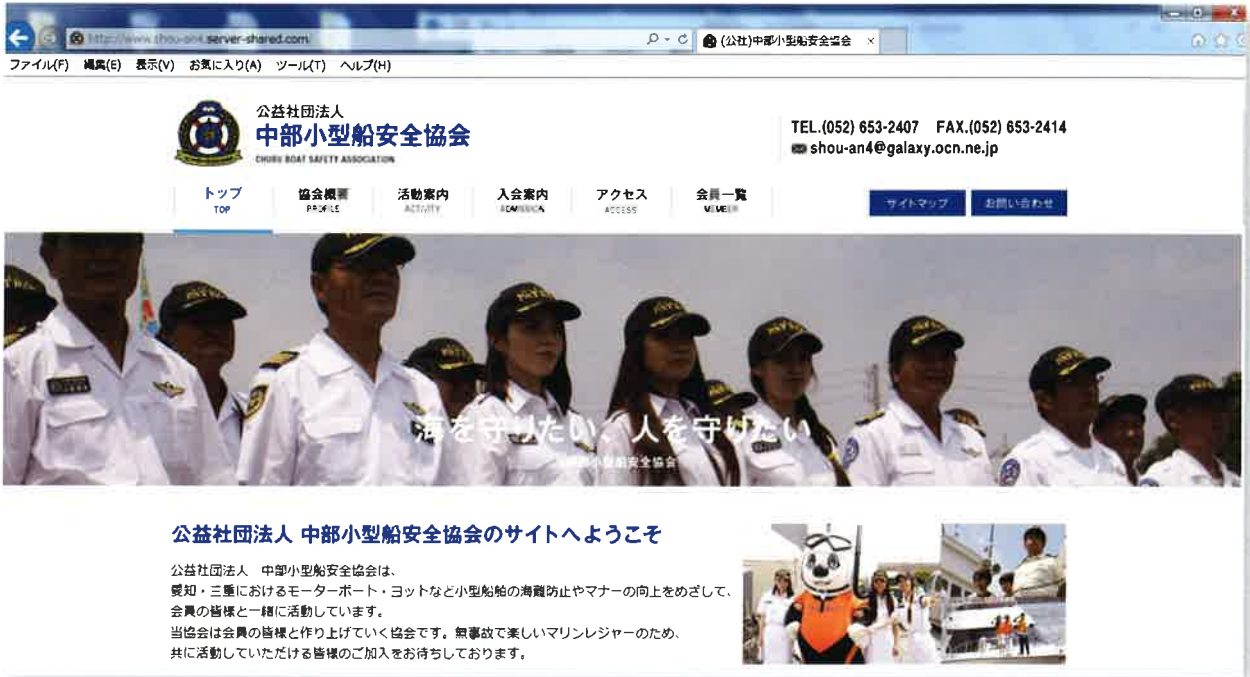 http://www.shou-an4.server-shared.com/
(公社)中部小型船安全協会 ×
ファイル(F) 編集(E) 表示(V) お気に入り(A) ツール(T) ヘルプ(H)
公益社団法人
中部小型船安全協会
CHUBU BOAT SAFETY ASSOCIATION
TEL.(052) 653-2407 FAX.(052) 653-2414
shou-an4@galaxy.ocn.ne.jp
トップ 協会概要 活動案内 入会案内 アクセス 会員一覧
TOP PROFILE ACTIVITY ADMISSION ACCESS MEMBER
サイトマップ お問い合わせ
海を守りたい、人を守りたい
中部小型船安全協会
公益社団法人 中部小型船安全協会のサイトへようこそ
公益社団法人 中部小型船安全協会は、
愛知・三重におけるモーターボート・ヨットなど小型船舶の海難防止やマナーの向上をめざして、
会員の皆様と一緒に活動しています。
当協会は会員の皆様と作り上げていく協会です。無事故で楽しいマリンレジャーのため、
共に活動していただける皆様のご加入をお待ちしております。